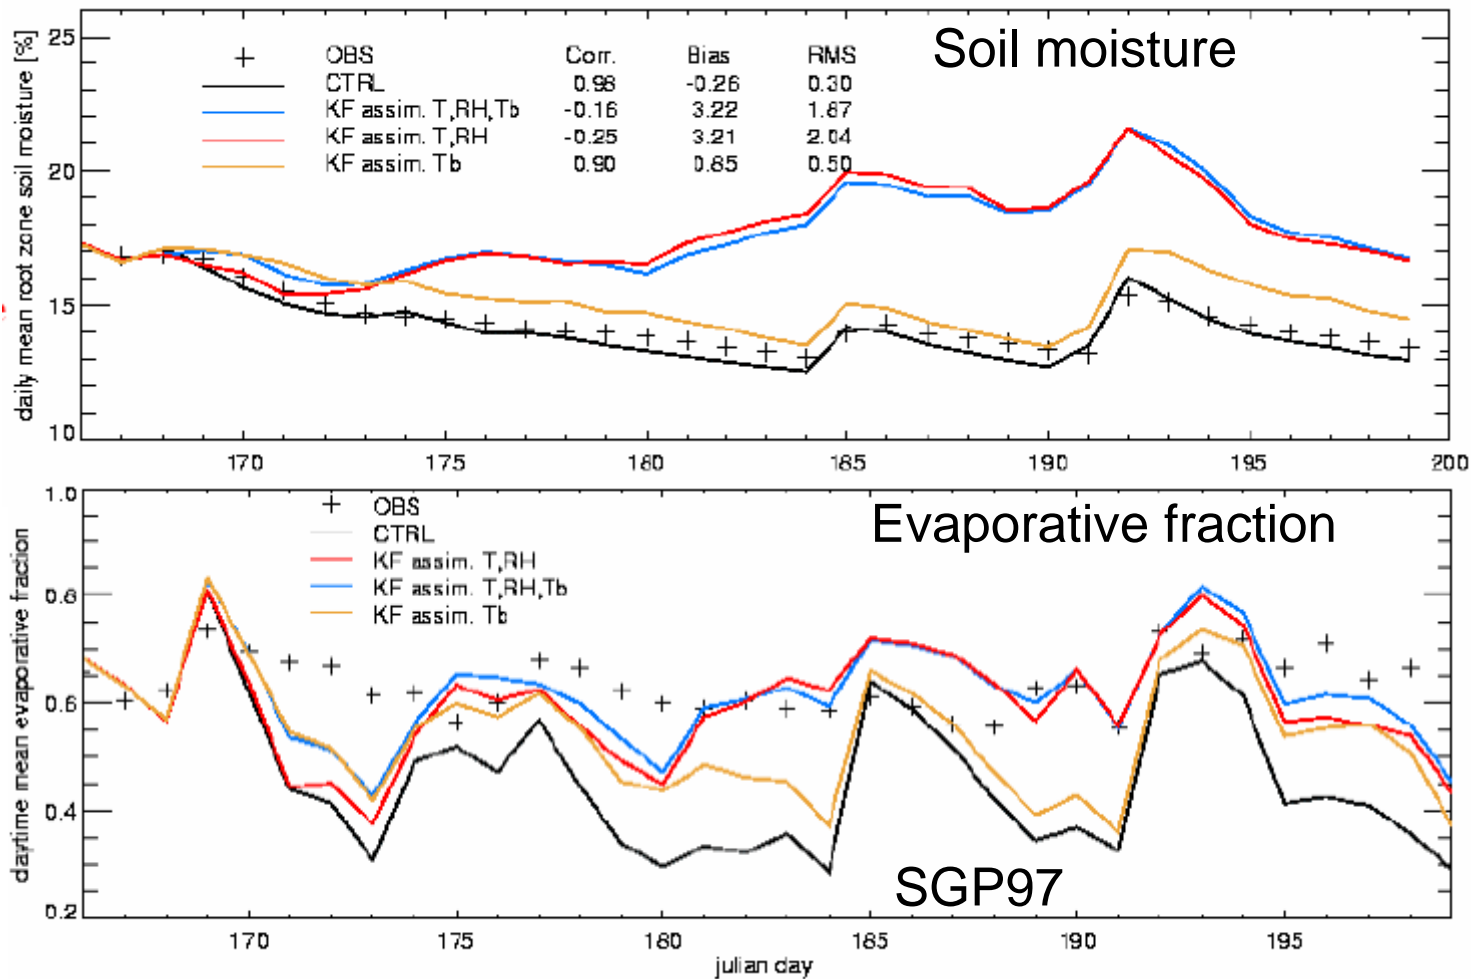 Soil moisture
daily mean root zone soil moisture [%]
25
20
15
10
OBS Corr. Bias RMS
CTRL 0.98 -0.26 0.30
KF assim. T,RH,Tb -0.16 3.22 1.87
KF assim. T,RH -0.25 3.21 2.04
KF assim. Tb 0.90 0.85 0.50
170 175 180 185 190 195 200
Evaporative fraction
daytime mean evaporative fraction
1.0
0.8
0.6
0.4
0.2
OBS
CTRL
KF assim. T,RH
KF assim. T,RH,Tb
KF assim. Tb
SGP97
170 175 180 185 190 195
julian day